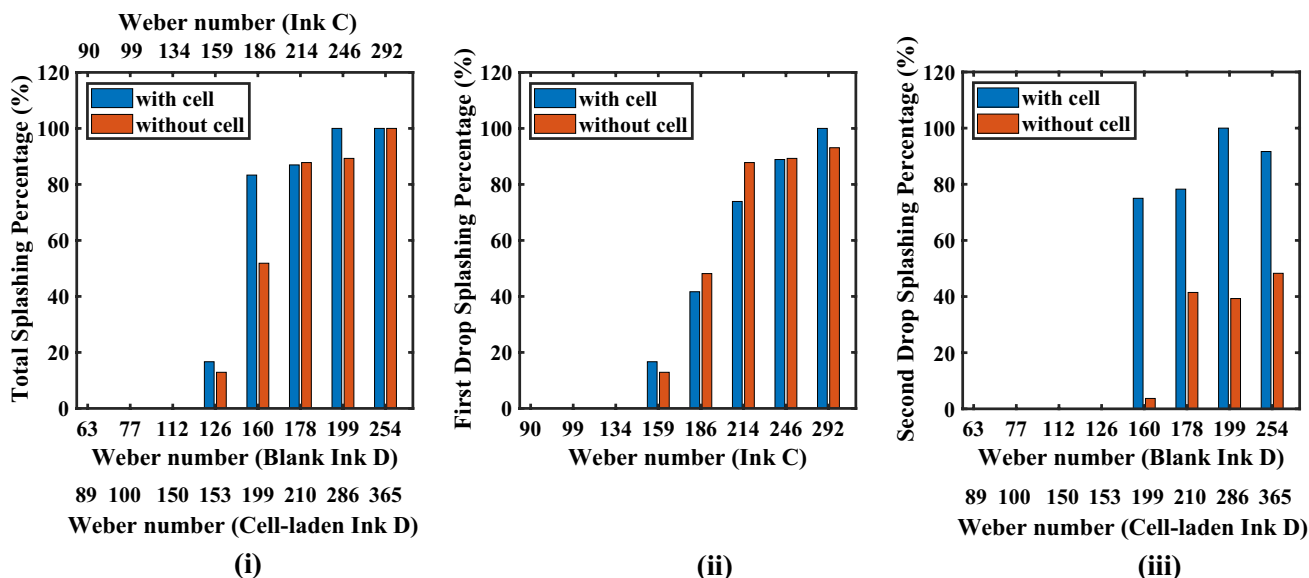 Weber number (Ink C)
90 99 134 159 186 214 246 292
Total Splashing Percentage (%)
120
100
80
60
40
20
0
with cell
without cell
63 77 112 126 160 178 199 254
Weber number (Blank Ink D)
89 100 150 153 199 210 286 365
Weber number (Cell-laden Ink D)
(i)
First Drop Splashing Percentage (%)
120
100
80
60
40
20
0
with cell
without cell
90 99 134 159 186 214 246 292
Weber number (Ink C)
(ii)
Second Drop Splashing Percentage (%)
120
100
80
60
40
20
0
with cell
without cell
63 77 112 126 160 178 199 254
Weber number (Blank Ink D)
89 100 150 153 199 210 286 365
Weber number (Cell-laden Ink D)
(iii)